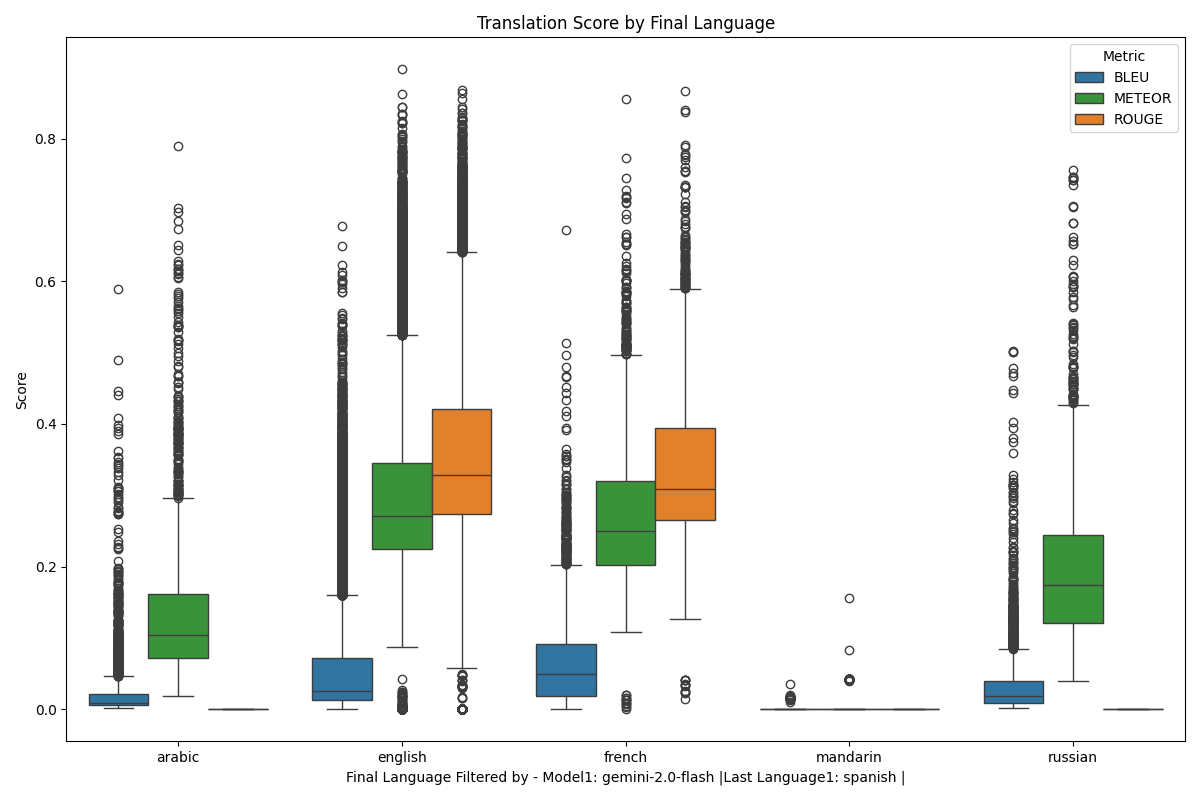 Translation Score by Final Language
Metric
BLEU
METEOR
ROUGE
Score
0.8
0.6
0.4
0.2
0.0
arabic
english
french
mandarin
russian
Final Language Filtered by - Model1: gemini-2.0-flash |Last Language1: spanish |